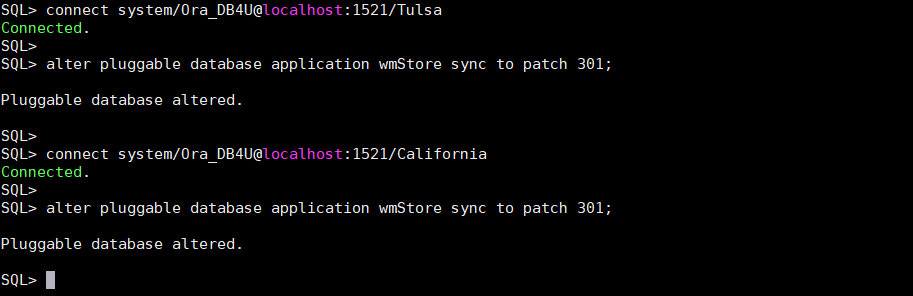 SQL> connect system/Ora_DB4U@localhost:1521/Tulsa
Connected.
SQL>
SQL> alter pluggable database application wmStore sync to patch 301;
Pluggable database altered.
SQL>
SQL> connect system/Ora_DB4U@localhost:1521/California
Connected.
SQL>
SQL> alter pluggable database application wmStore sync to patch 301;
Pluggable database altered.
SQL>